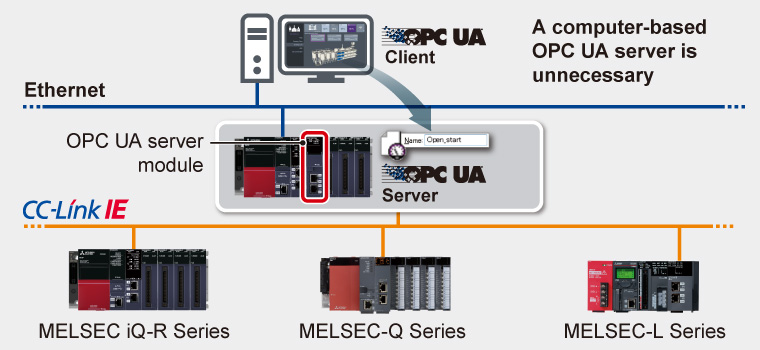 A computer-based
OPC UA server is
unnecessary
OPC UA
Client
Ethernet
OPC UA server
module
Name: Open_start
OPC UA
Server
CC-Link IE
MELSEC iQ-R Series
MELSEC-Q Series
MELSEC-L Series